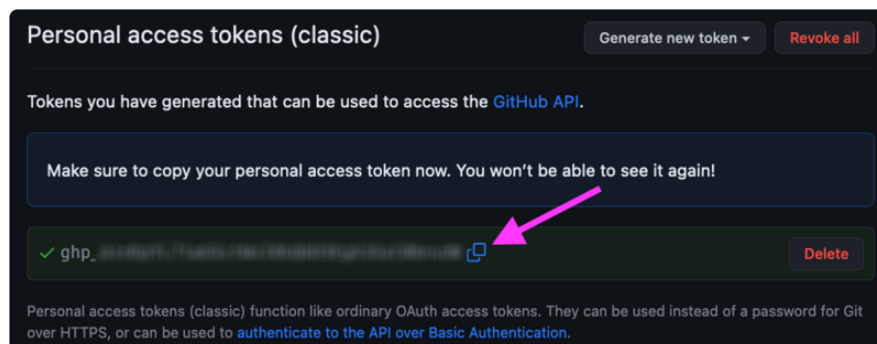 Personal access tokens (classic)
Generate new token
Revoke all
Tokens you have generated that can be used to access the GitHub API.
Make sure to copy your personal access token now. You won’t be able to see it again!
ghp_
Delete
Personal access tokens (classic) function like ordinary OAuth access tokens. They can be used instead of a password for Git
over HTTPS, or can be used to authenticate to the API over Basic Authentication.